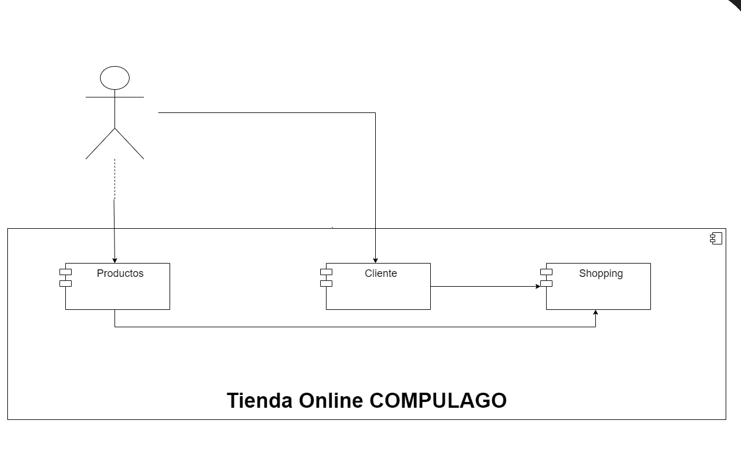 Productos
Cliente
Shopping
Tienda Online COMPULAGO